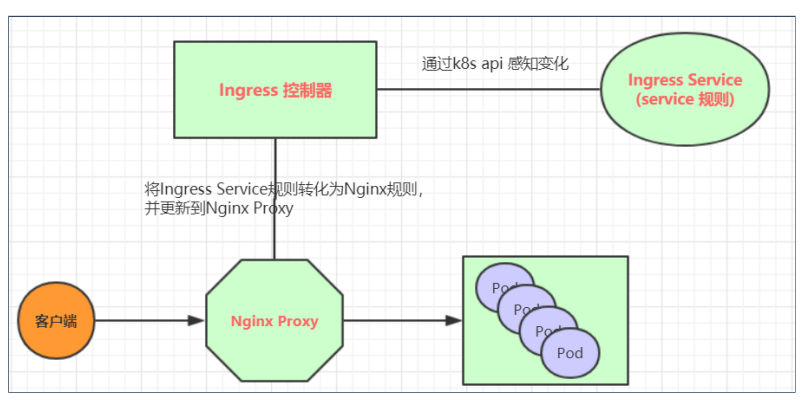 Ingress 控制器
通过k8s api 感知变化
Ingress Service
(service 规则)
将Ingress Service规则转化为Nginx规则，
并更新到Nginx Proxy
客户端
Nginx Proxy
Pod
Pod
Pod
Pod